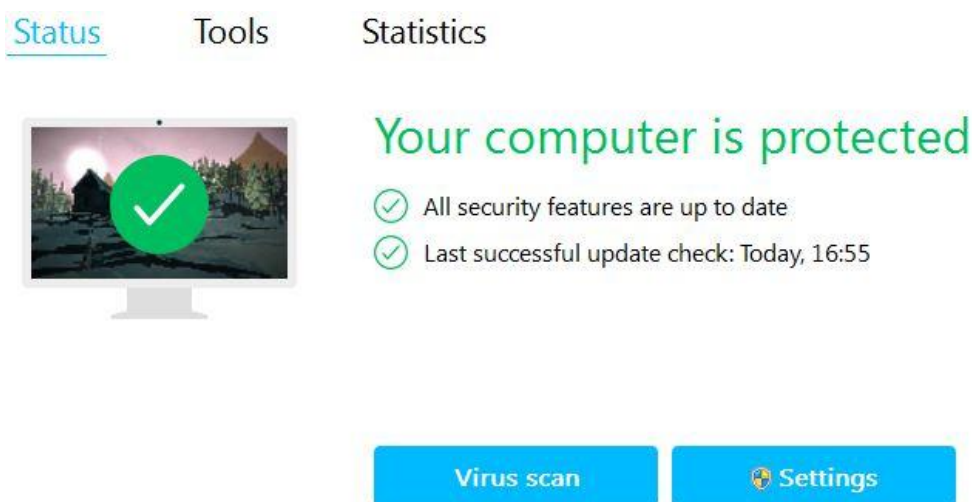 Status Tools Statistics
Your computer is protected
All security features are up to date
Last successful update check: Today, 16:55
Virus scan Settings